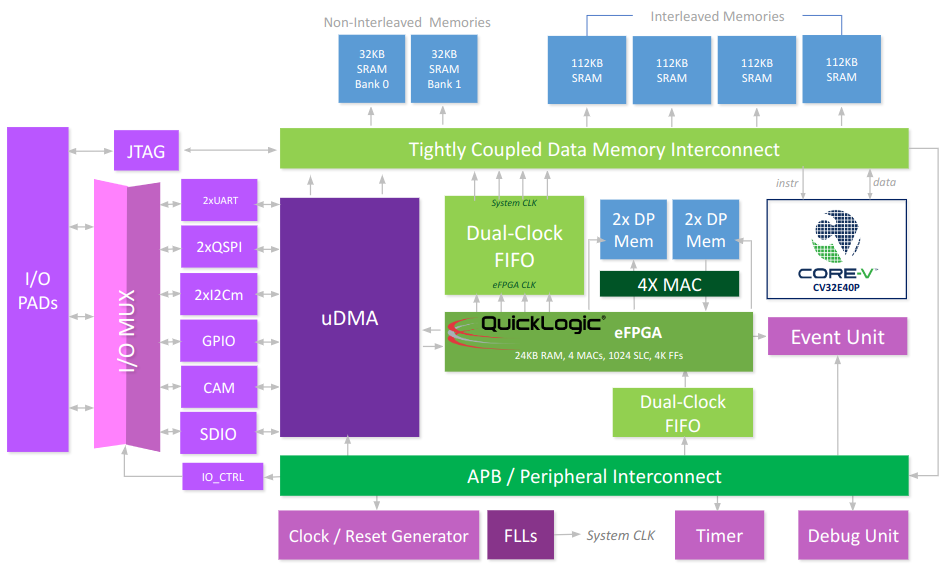 Non-Interleaved Memories
Interleaved Memories
32KB
SRAM
Bank 0
32KB
SRAM
Bank 1
112KB
SRAM
112KB
SRAM
112KB
SRAM
112KB
SRAM
JTAG
Tightly Coupled Data Memory Interconnect
instr
data
I/O
PADs
I/O MUX
2xUART
2xQSPI
2xI2Cm
GPIO
CAM
SDIO
IO_CTRL
uDMA
System CLK
Dual-Clock
FIFO
eFPGA CLK
2x DP
Mem
2x DP
Mem
4X MAC
CORE-V™
CV32E40P
QuickLogic®
eFPGA
24KB RAM, 4 MACs, 1024 SLC, 4K FFs
Event Unit
Dual-Clock
FIFO
APB / Peripheral Interconnect
Clock / Reset Generator
FLLs
System CLK
Timer
Debug Unit